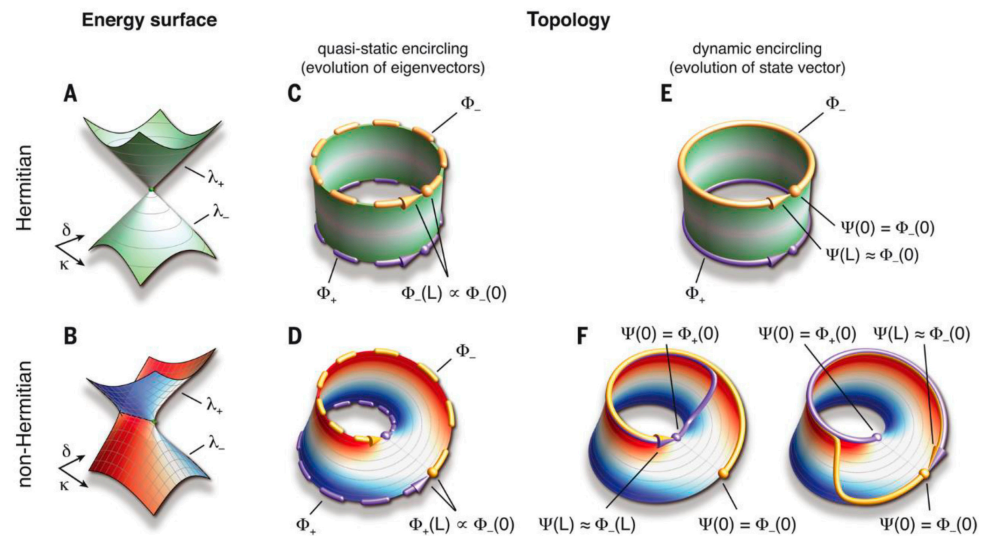 Energy surface
Topology
quasi-static encircling
(evolution of eigenvectors)
dynamic encircling
(evolution of state vector)
Hermitian
A
λ₊
λ₋
δ
κ
C
Φ₋
Φ₊
Φ₋(L) ∝ Φ₋(0)
E
Φ₋
Ψ(0) = Φ₋(0)
Ψ(L) ≈ Φ₋(0)
Φ₊
non-Hermitian
B
λ₊
λ₋
δ
κ
D
Φ₋
Φ₊
Φ₊(L) ∝ Φ₋(0)
F
Ψ(0) = Φ₊(0)
Ψ(L) ≈ Φ₋(L)
Ψ(0) = Φ₋(0)
Ψ(0) = Φ₊(0)
Ψ(L) ≈ Φ₋(0)
Ψ(0) = Φ₋(0)